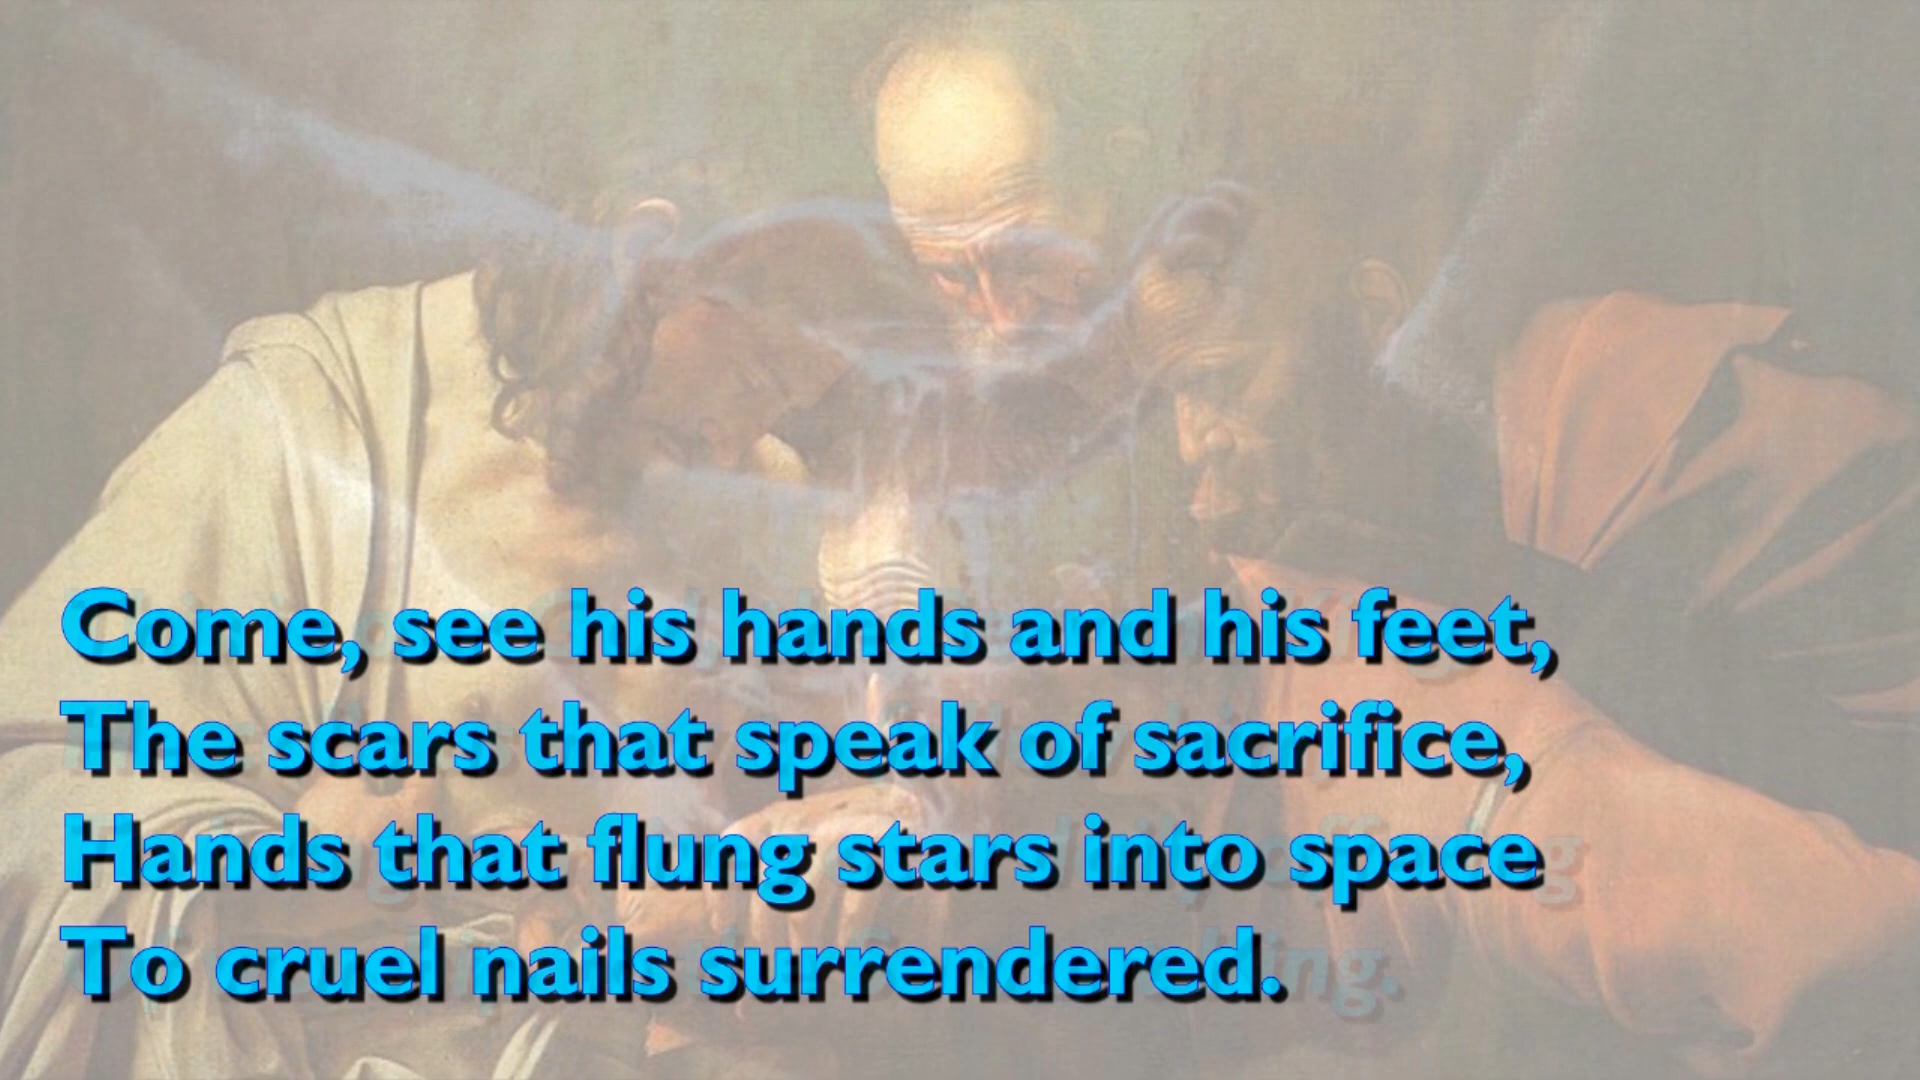 Come, see his hands and his feet,
The scars that speak of sacrifice,
Hands that flung stars into space
To cruel nails surrendered.